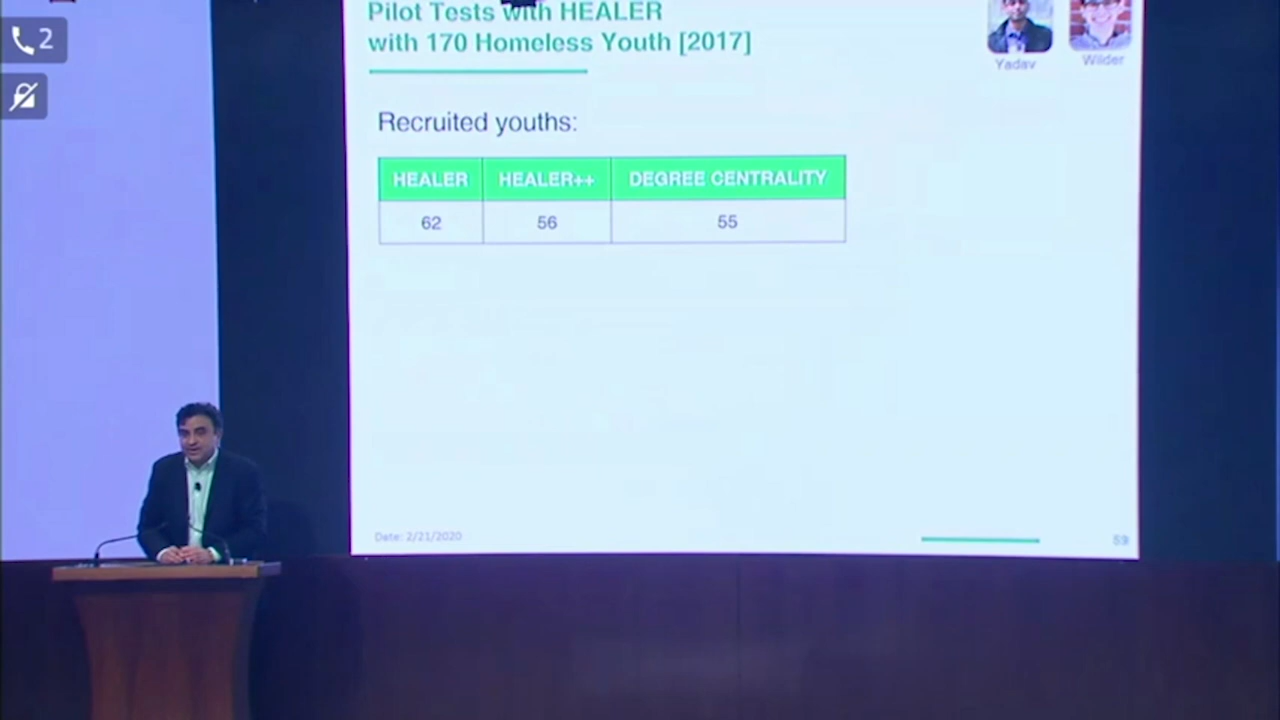 2
Pilot Tests with HEALER
with 170 Homeless Youth [2017]
Yadav
Wilder
Recruited youths:
HEALER HEALER++ DEGREE CENTRALITY
62 56 55
Date: 2/21/2020
59